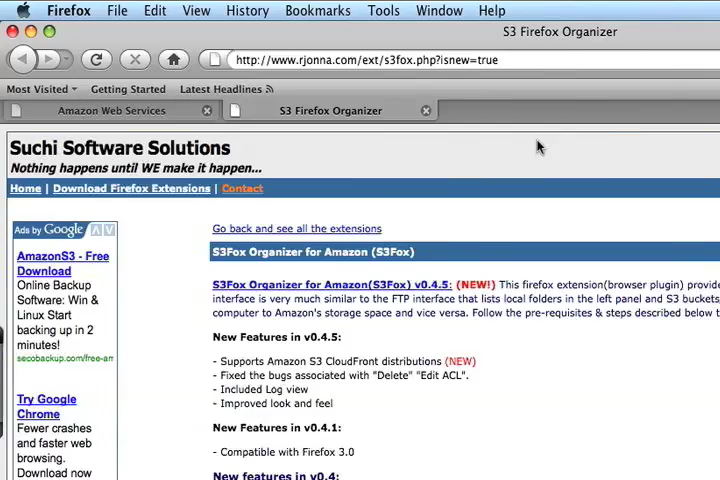 Firefox File Edit View History Bookmarks Tools Window Help
S3 Firefox Organizer
http://www.rjonna.com/ext/s3fox.php?isnew=true
Most Visited Getting Started Latest Headlines
Amazon Web Services S3 Firefox Organizer
Suchi Software Solutions
Nothing happens until WE make it happen...
Home | Download Firefox Extensions | Contact
Ads by Google
AmazonS3 - Free
Download
Online Backup
Software: Win &
Linux Start
backing up in 2
minutes!
secobackup.com/free-am
Try Google
Chrome
Fewer crashes
and faster web
browsing.
Download now
Go back and see all the extensions
S3Fox Organizer for Amazon (S3Fox)
S3Fox Organizer for Amazon(S3Fox) v0.4.5: (NEW!) This firefox extension(browser plugin) provide
interface is very much similar to the FTP interface that lists local folders in the left panel and S3 buckets,
computer to Amazon's storage space and vice versa. Follow the pre-requisites & steps described below t
New Features in v0.4.5:
- Supports Amazon S3 CloudFront distributions (NEW)
- Fixed the bugs associated with "Delete" "Edit ACL".
- Included Log view
- Improved look and feel
New Features in v0.4.1:
- Compatible with Firefox 3.0
New features in v0.4: